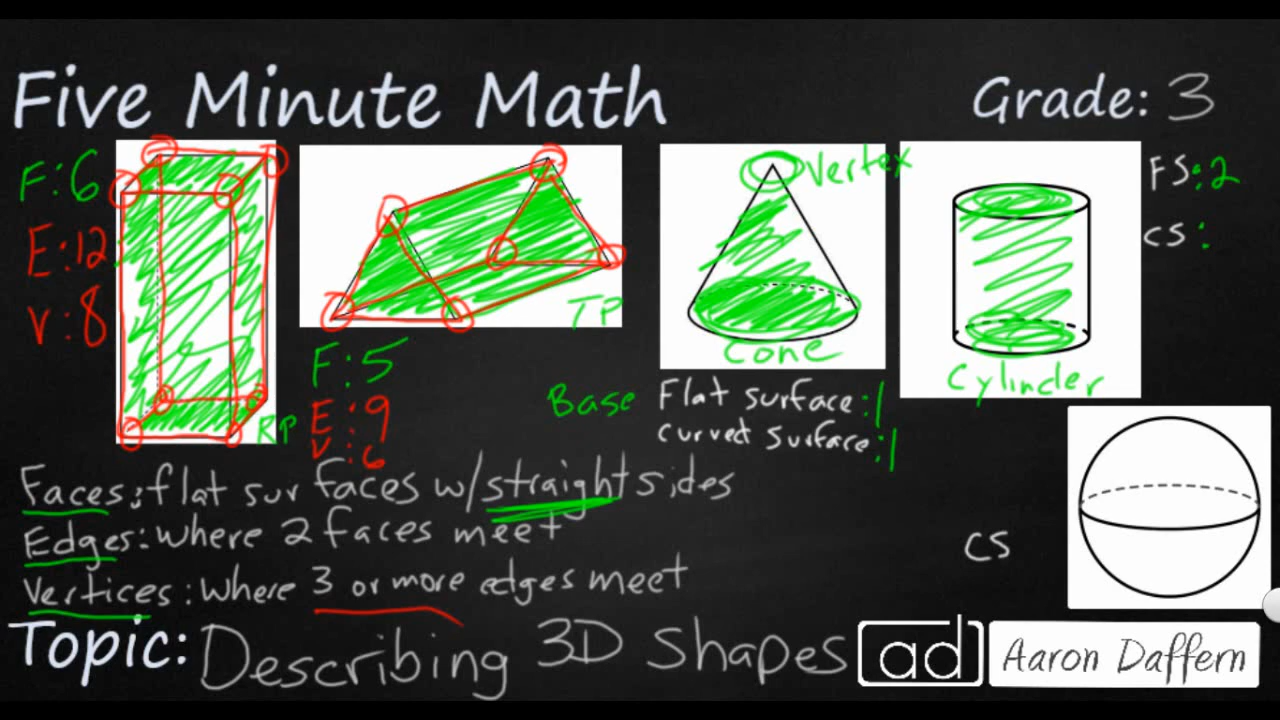 Five Minute Math
Grade: 3
F:6
E:12
V:8
RP
TP
F:5
E:9
V:6
Vertex
Cone
Base
Flat surface:1
curved surface:1
Cylinder
FS:2
CS:
CS
Faces: flat surfaces w/straight sides
Edges: where 2 faces meet
Vertices: where 3 or more edges meet
Topic: Describing 3D Shapes
ad
Aaron Daffern